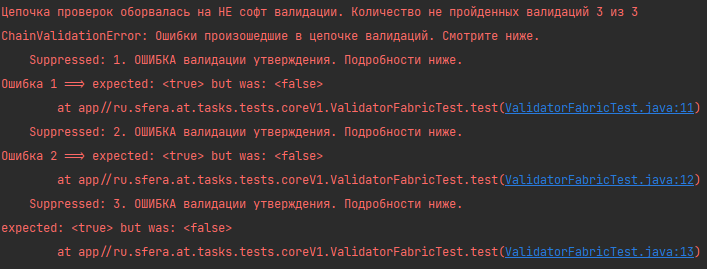 Цепочка проверок оборвалась на НЕ софт валидации. Количество не пройденных валидаций 3 из 3
ChainValidationError: Ошибки произошедшие в цепочке валидаций. Смотрите ниже.
Suppressed: 1. ОШИБКА валидации утверждения. Подробности ниже.
Ошибка 1 ==> expected: <true> but was: <false>
at app//ru.sfera.at.tasks.tests.coreV1.ValidatorFabricTest.test(ValidatorFabricTest.java:11)
Suppressed: 2. ОШИБКА валидации утверждения. Подробности ниже.
Ошибка 2 ==> expected: <true> but was: <false>
at app//ru.sfera.at.tasks.tests.coreV1.ValidatorFabricTest.test(ValidatorFabricTest.java:12)
Suppressed: 3. ОШИБКА валидации утверждения. Подробности ниже.
expected: <true> but was: <false>
at app//ru.sfera.at.tasks.tests.coreV1.ValidatorFabricTest.test(ValidatorFabricTest.java:13)